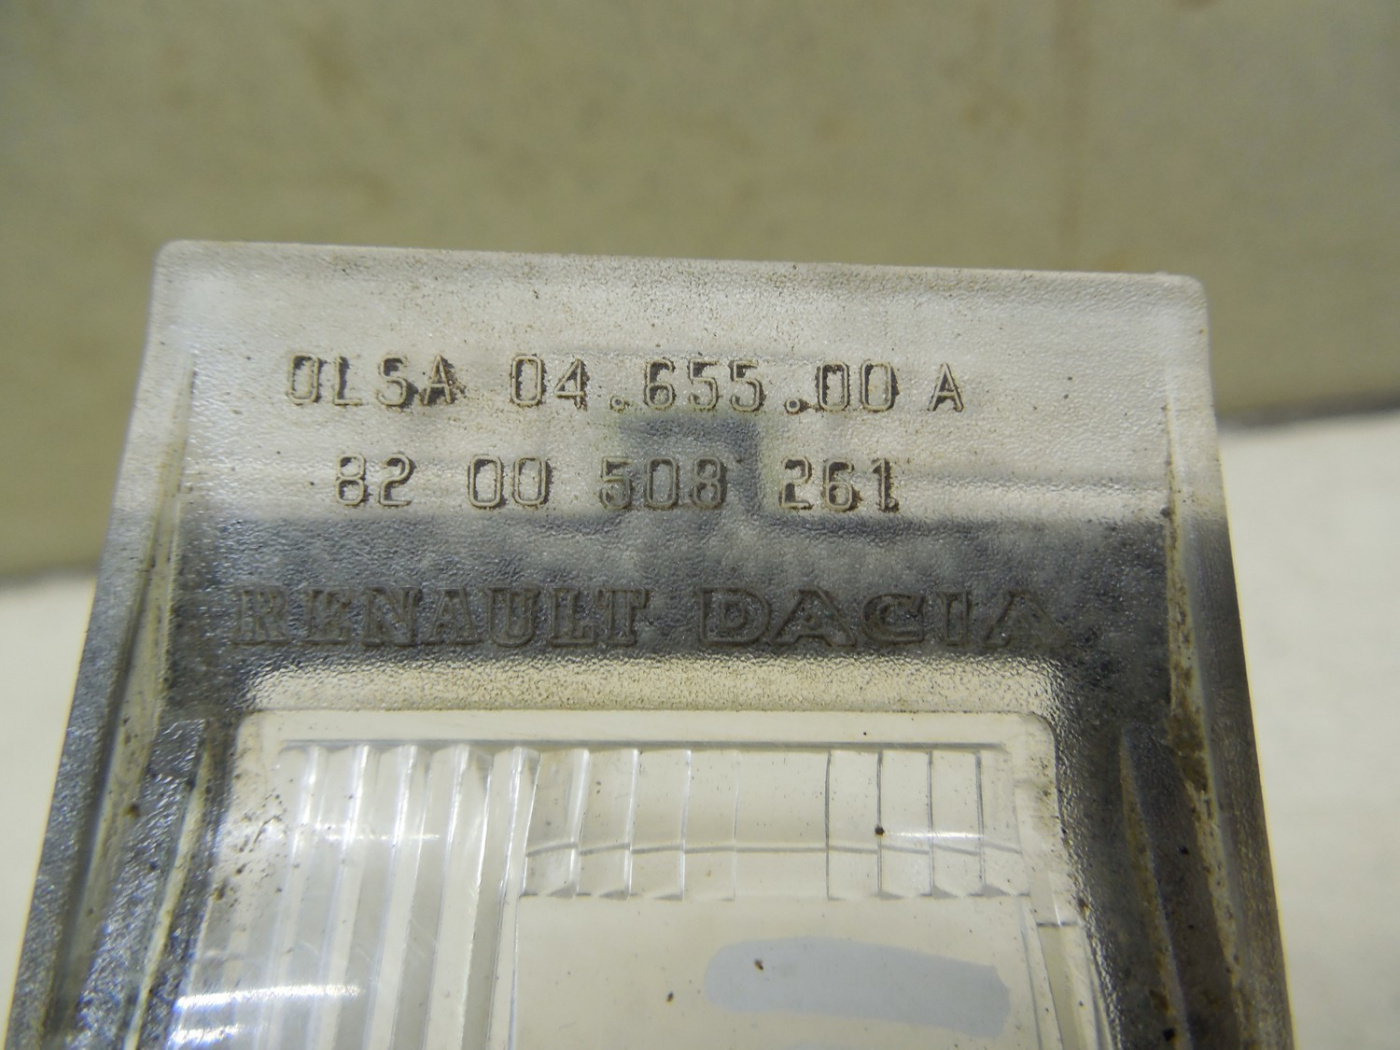 OLSA 04.655.00 A
82 00 508 261
RENAULT DACIA